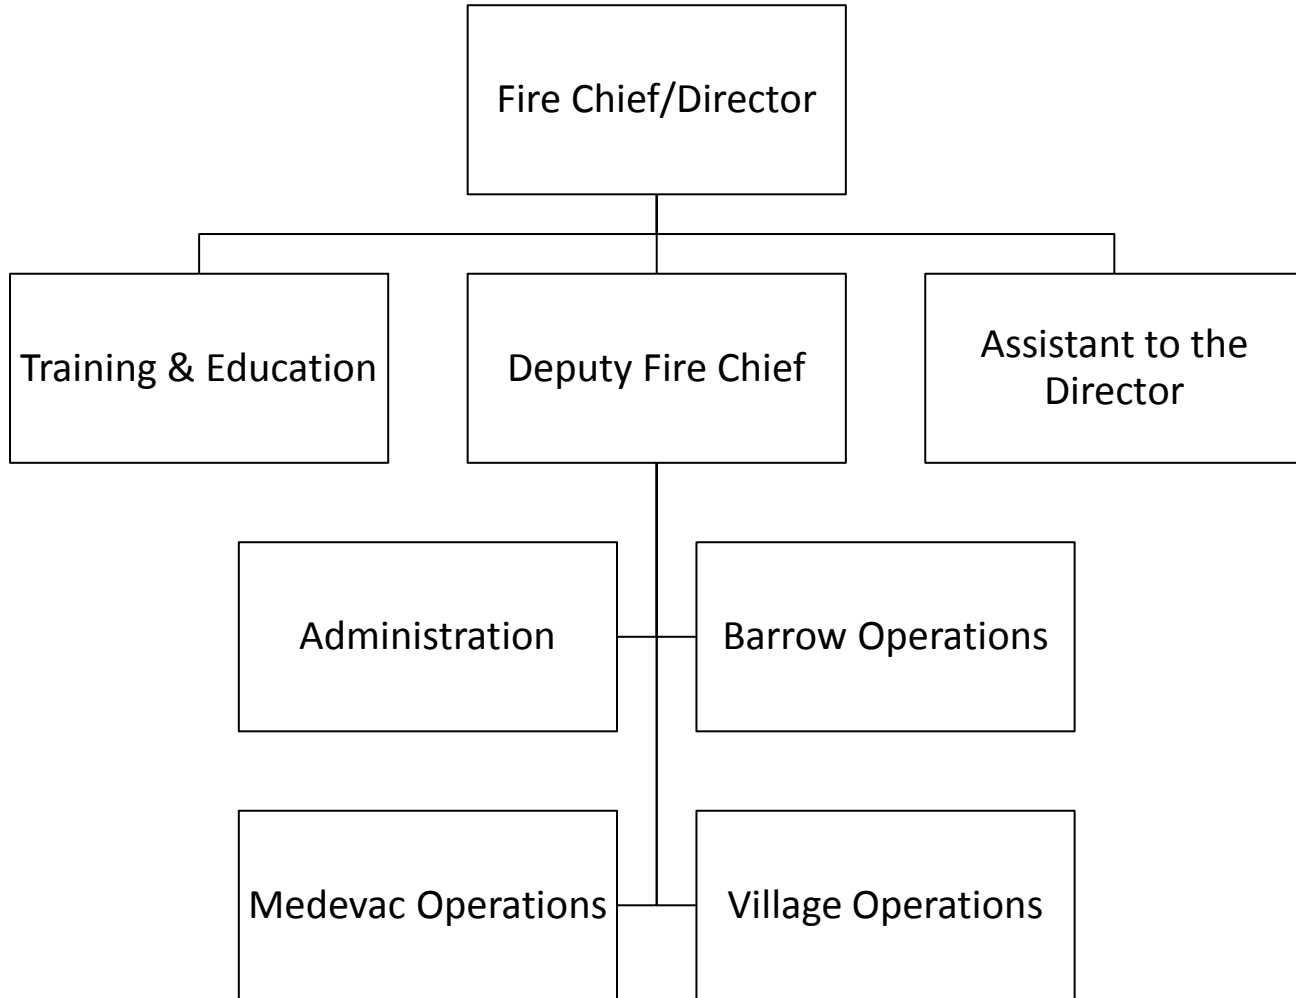 Fire Chief/Director
Training & Education
Deputy Fire Chief
Assistant to the
Director
Administration
Barrow Operations
Medevac Operations
Village Operations